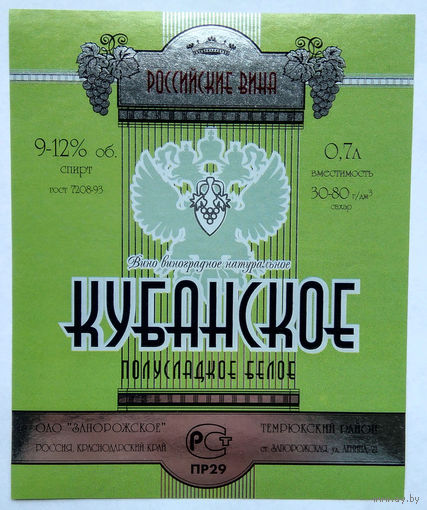 РОССИЙСКИЕ ВИНА
9-12% об.
спирт
ГОСТ 7208-93
0,7л
вместимость
30-80 г/дм³
сахар
Вино виноградное натуральное
КУБАНСКОЕ
ПОЛУСЛАДКОЕ БЕЛОЕ
ОАО "ЗАПОРОЖСКОЕ"
РОССИЯ, КРАСНОДАРСКИЙ КРАЙ
РСТ
ПР29
ТЕМРЮКСКИЙ РАЙОН
ст. ЗАПОРОЖСКАЯ, ул. ЛЕНИНА, 21